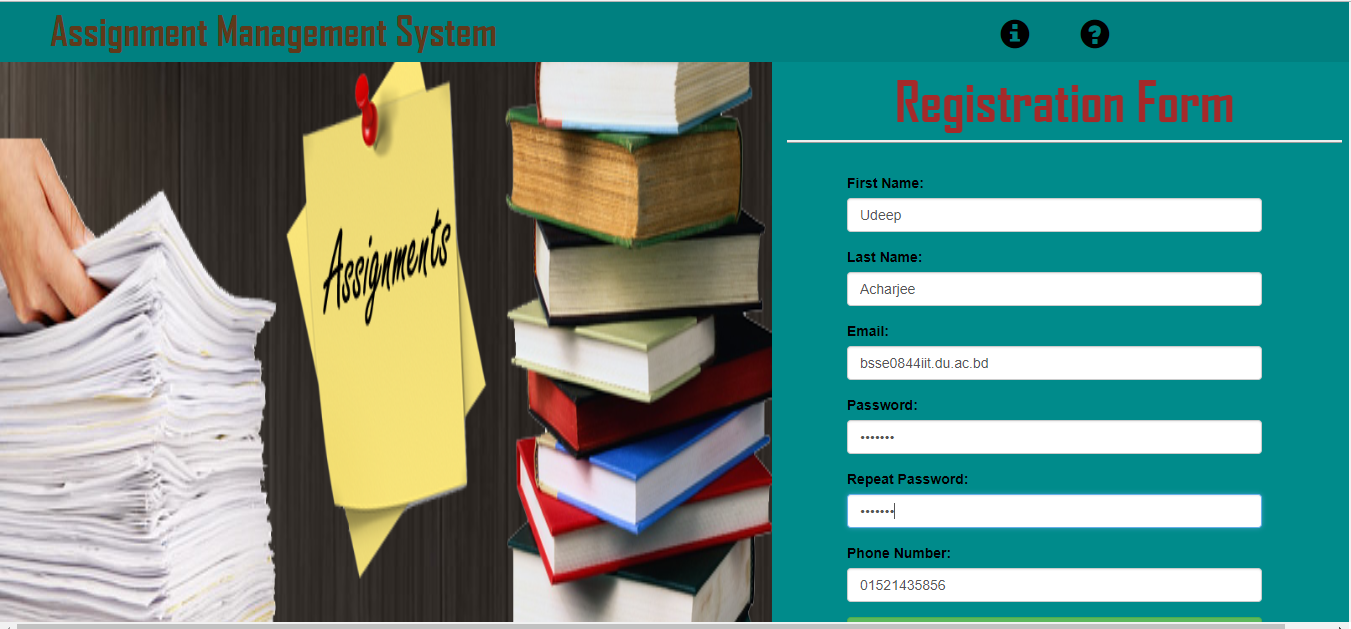 Assignment Management System
Registration Form
Assignments
First Name:
Udeep
Last Name:
Acharjee
Email:
bsse0844iit.du.ac.bd
Password:
•••••••
Repeat Password:
•••••••
Phone Number:
01521435856